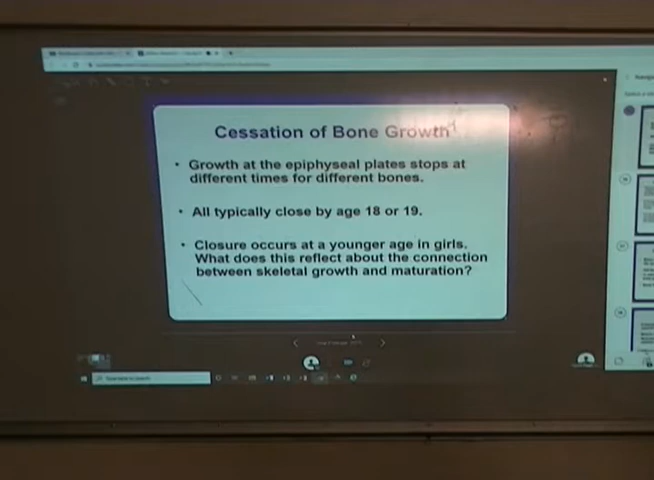 Cessation of Bone Growth
• Growth at the epiphyseal plates stops at
different times for different bones.
• All typically close by age 18 or 19.
• Closure occurs at a younger age in girls.
What does this reflect about the connection
between skeletal growth and maturation?